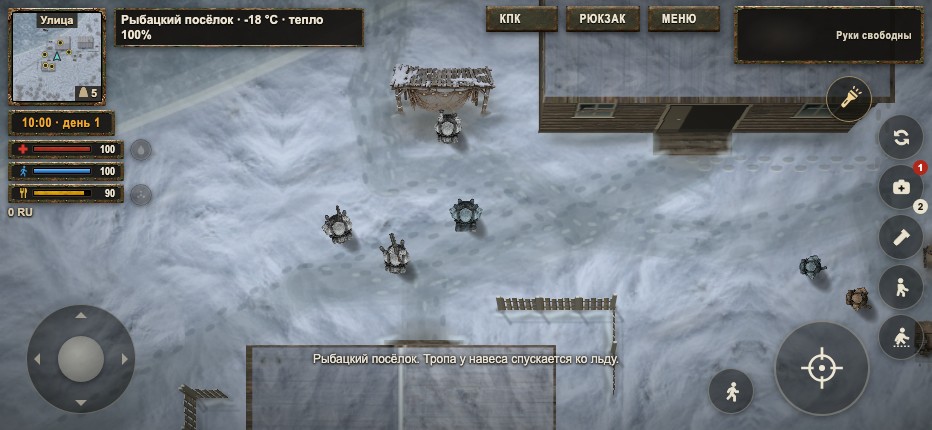 Улица
5
Рыбацкий посёлок · -18 °C · тепло
100%
КПК
РЮКЗАК
МЕНЮ
Руки свободны
10:00 · день 1
100
100
90
0 RU
1
2
Рыбацкий посёлок. Тропа у навеса спускается ко льду.